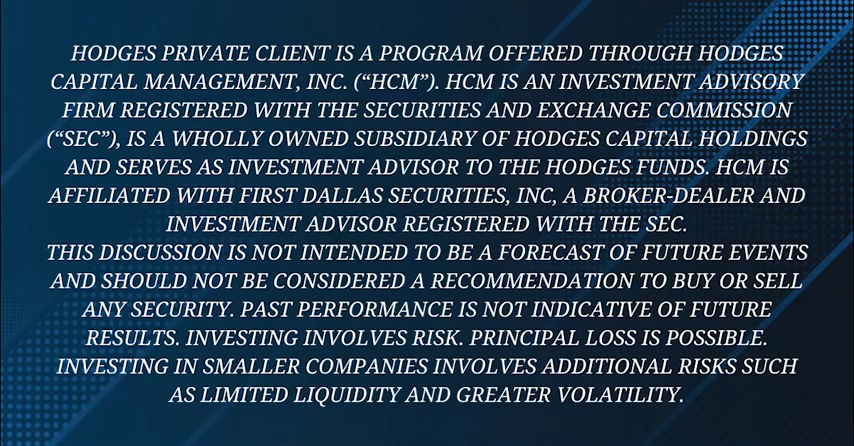 HODGES PRIVATE CLIENT IS A PROGRAM OFFERED THROUGH HODGES
CAPITAL MANAGEMENT, INC. (“HCM”). HCM IS AN INVESTMENT ADVISORY
FIRM REGISTERED WITH THE SECURITIES AND EXCHANGE COMMISSION
(“SEC”), IS A WHOLLY OWNED SUBSIDIARY OF HODGES CAPITAL HOLDINGS
AND SERVES AS INVESTMENT ADVISOR TO THE HODGES FUNDS. HCM IS
AFFILIATED WITH FIRST DALLAS SECURITIES, INC, A BROKER-DEALER AND
INVESTMENT ADVISOR REGISTERED WITH THE SEC.
THIS DISCUSSION IS NOT INTENDED TO BE A FORECAST OF FUTURE EVENTS
AND SHOULD NOT BE CONSIDERED A RECOMMENDATION TO BUY OR SELL
ANY SECURITY. PAST PERFORMANCE IS NOT INDICATIVE OF FUTURE
RESULTS. INVESTING INVOLVES RISK. PRINCIPAL LOSS IS POSSIBLE.
INVESTING IN SMALLER COMPANIES INVOLVES ADDITIONAL RISKS SUCH
AS LIMITED LIQUIDITY AND GREATER VOLATILITY.